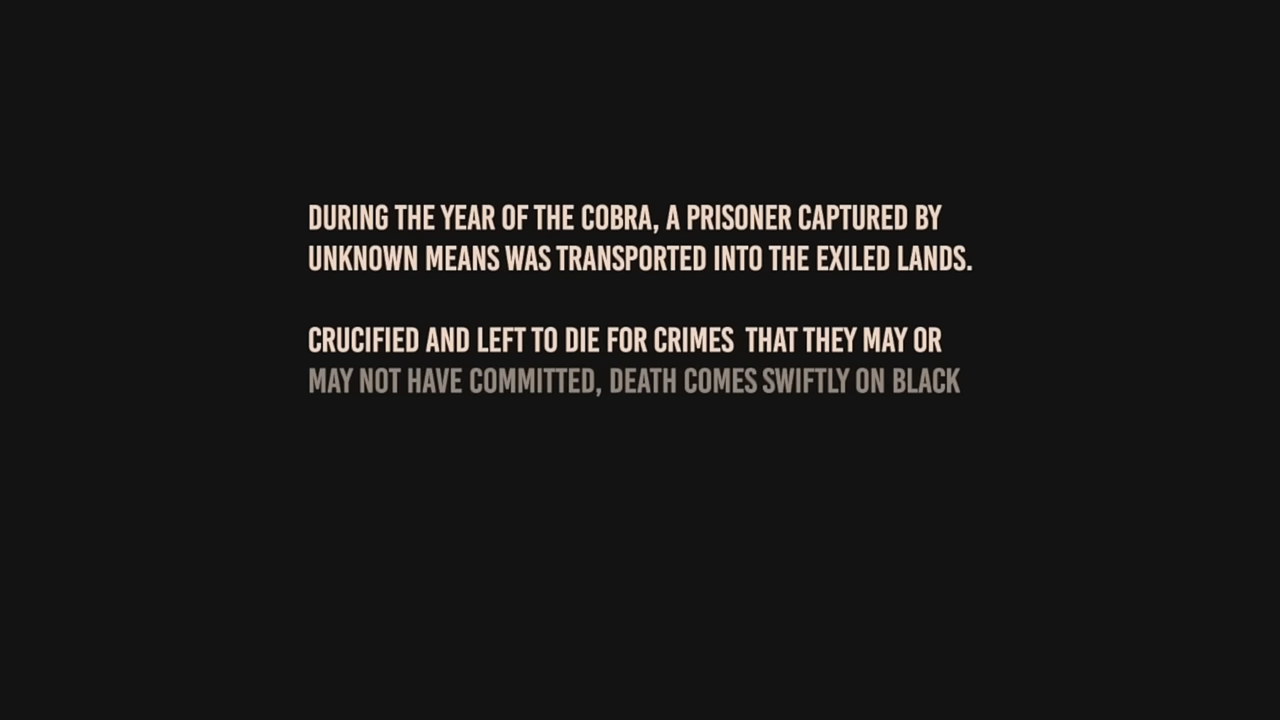 DURING THE YEAR OF THE COBRA, A PRISONER CAPTURED BY
UNKNOWN MEANS WAS TRANSPORTED INTO THE EXILED LANDS.
CRUCIFIED AND LEFT TO DIE FOR CRIMES THAT THEY MAY OR
MAY NOT HAVE COMMITTED, DEATH COMES SWIFTLY ON BLACK